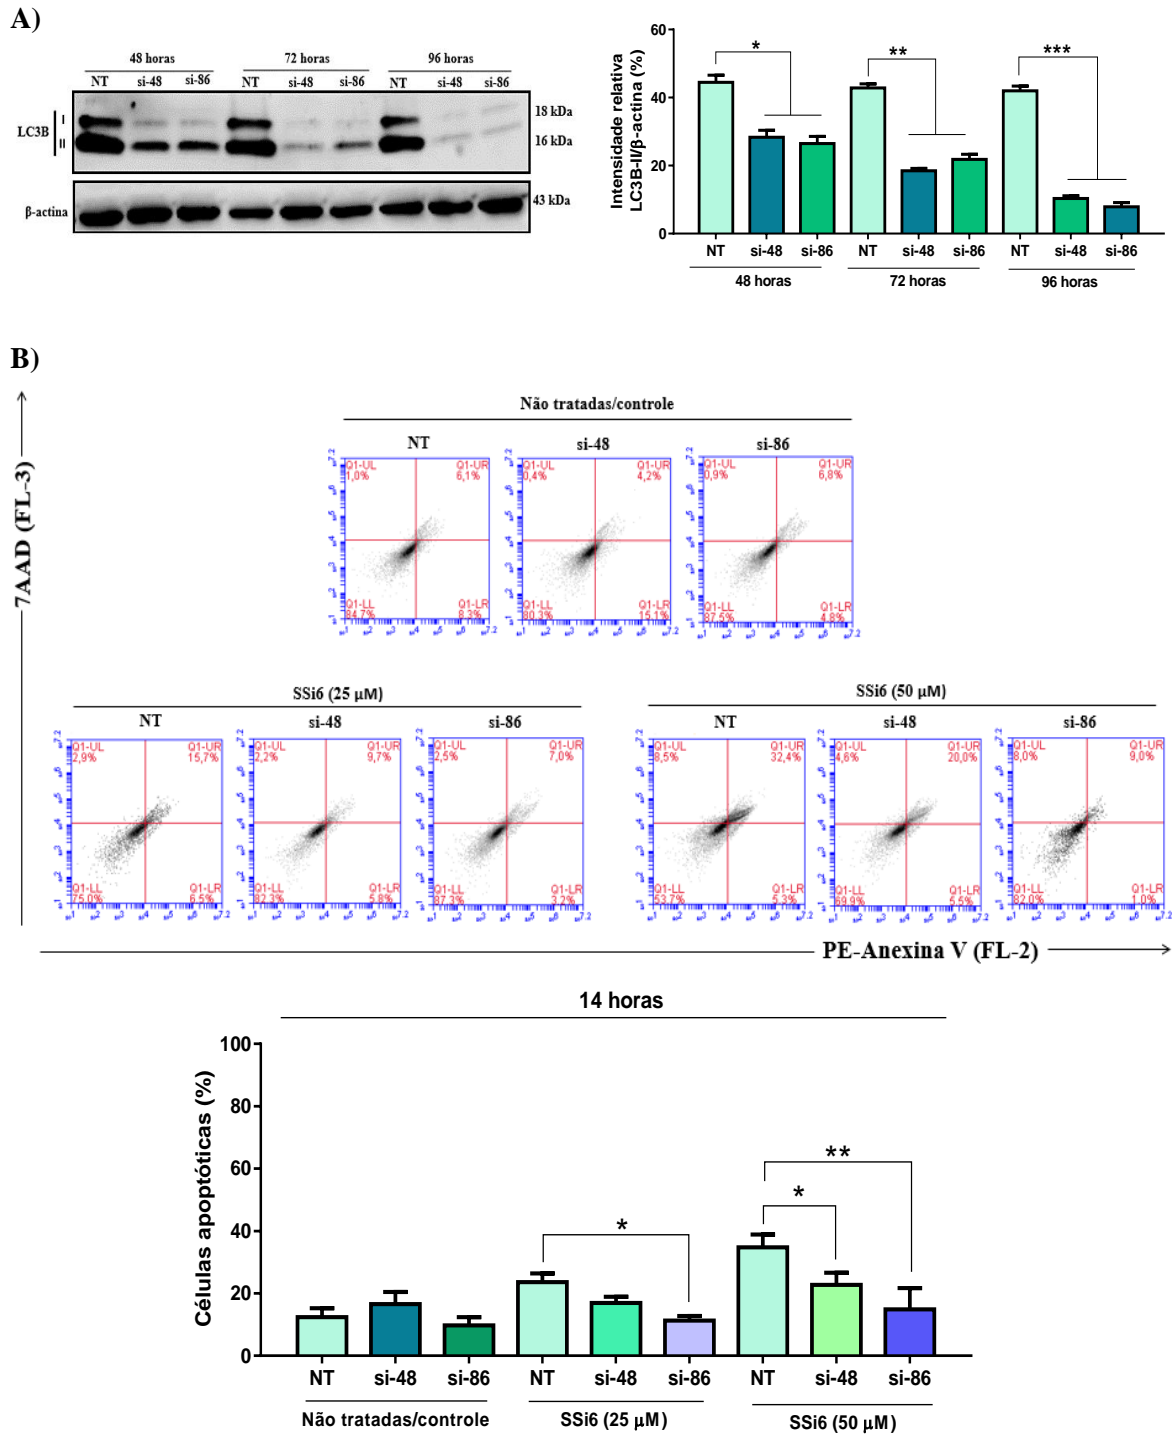 A)
48 horas 72 horas 96 horas
NT si-48 si-86 NT si-48 si-86 NT si-48 si-86
LC3B I II
18 kDa
16 kDa
β-actina
43 kDa
Intensidade relativa
LC3B-II/β-actina (%)
60
40
20
0
* ** ***
NT si-48 si-86 NT si-48 si-86 NT si-48 si-86
48 horas 72 horas 96 horas
B)
7AAD (FL-3)
Não tratadas/controle
NT si-48 si-86
Q1-UL Q1-UR Q1-UL Q1-UR Q1-UL Q1-UR
1,0% 6,1% 0,4% 4,2% 0,9% 6,8%
Q1-LL Q1-LR Q1-LL Q1-LR Q1-LL Q1-LR
84,7% 8,3% 80,3% 15,1% 87,5% 4,8%
SSi6 (25 µM) SSi6 (50 µM)
NT si-48 si-86 NT si-48 si-86
Q1-UL Q1-UR Q1-UL Q1-UR Q1-UL Q1-UR Q1-UL Q1-UR Q1-UL Q1-UR Q1-UL Q1-UR
2,9% 15,7% 2,2% 9,7% 2,5% 7,0% 8,5% 32,4% 4,6% 20,0% 8,0% 9,0%
Q1-LL Q1-LR Q1-LL Q1-LR Q1-LL Q1-LR Q1-LL Q1-LR Q1-LL Q1-LR Q1-LL Q1-LR
75,0% 6,5% 82,3% 5,8% 87,3% 3,2% 53,7% 5,3% 69,9% 5,5% 82,0% 1,0%
PE-Anexina V (FL-2)
14 horas
Células apoptóticas (%)
100
80
60
40
20
0
* * **
NT si-48 si-86 NT si-48 si-86 NT si-48 si-86
Não tratadas/controle SSi6 (25 µM) SSi6 (50 µM)